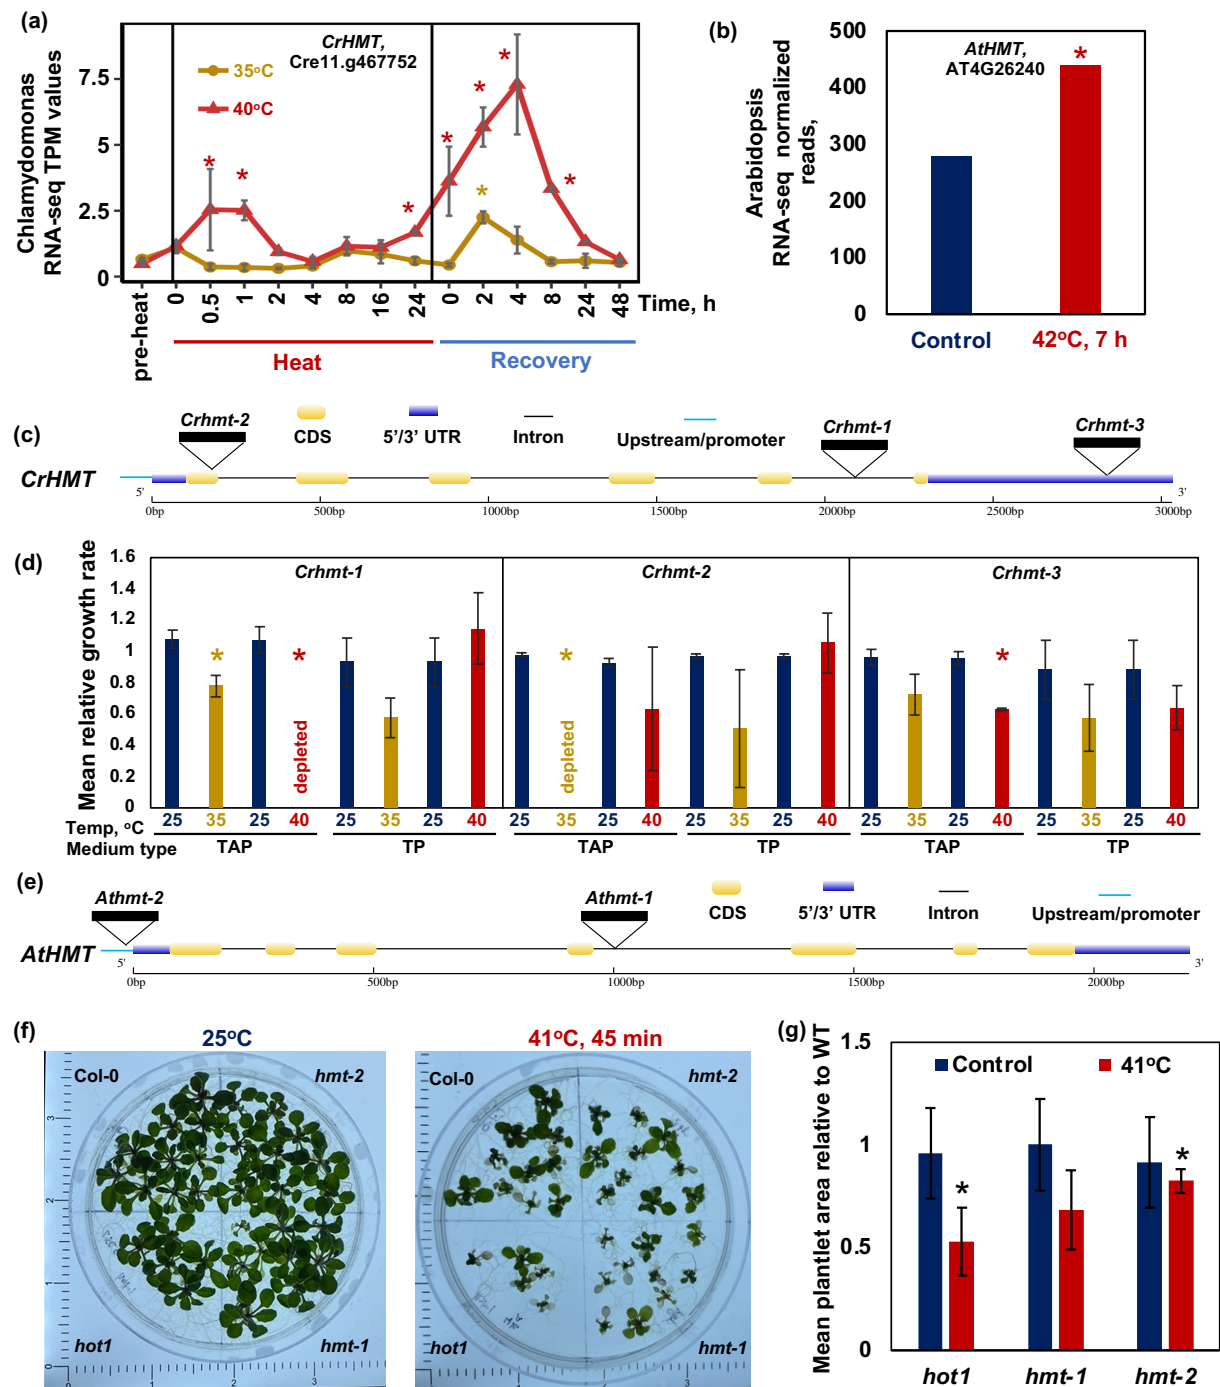 (a)
Chlamydomonas
RNA-seq TPM values
7.5
5
2.5
0
CrHMT,
Cre11.g467752
35°C
40°C
*
*
*
*
*
*
*
*
pre-heat
0
0.5
1
2
4
8
16
24
0
2
4
8
24
48
Time, h
Heat
Recovery
(b)
Arabidopsis
RNA-seq normalized
reads,
500
400
300
200
100
0
AtHMT,
AT4G26240
*
Control
42°C, 7 h
(c)
Crhmt-2
CDS
5'/3' UTR
Intron
Upstream/promoter
Crhmt-1
Crhmt-3
CrHMT
5'
3'
0bp
500bp
1000bp
1500bp
2000bp
2500bp
3000bp
(d)
Mean relative growth rate
1.6
1.4
1.2
1
0.8
0.6
0.4
0.2
0
Crhmt-1
Crhmt-2
Crhmt-3
*
*
*
*
depleted
depleted
Temp, °C
25 35 25 40 25 35 25 40 25 35 25 40 25 35 25 40 25 35 25 40 25 35 25 40
Medium type
TAP
TP
TAP
TP
TAP
TP
(e)
Athmt-2
Athmt-1
CDS
5'/3' UTR
Intron
Upstream/promoter
AtHMT
5'
3'
0bp
500bp
1000bp
1500bp
2000bp
(f)
25°C
41°C, 45 min
Col-0
hmt-2
hot1
hmt-1
3
2
1
0
1
2
3
Col-0
hmt-2
hot1
hmt-1
3
(g)
Mean plantlet area relative to WT
1.5
1
0.5
0
Control
41°C
*
*
hot1
hmt-1
hmt-2